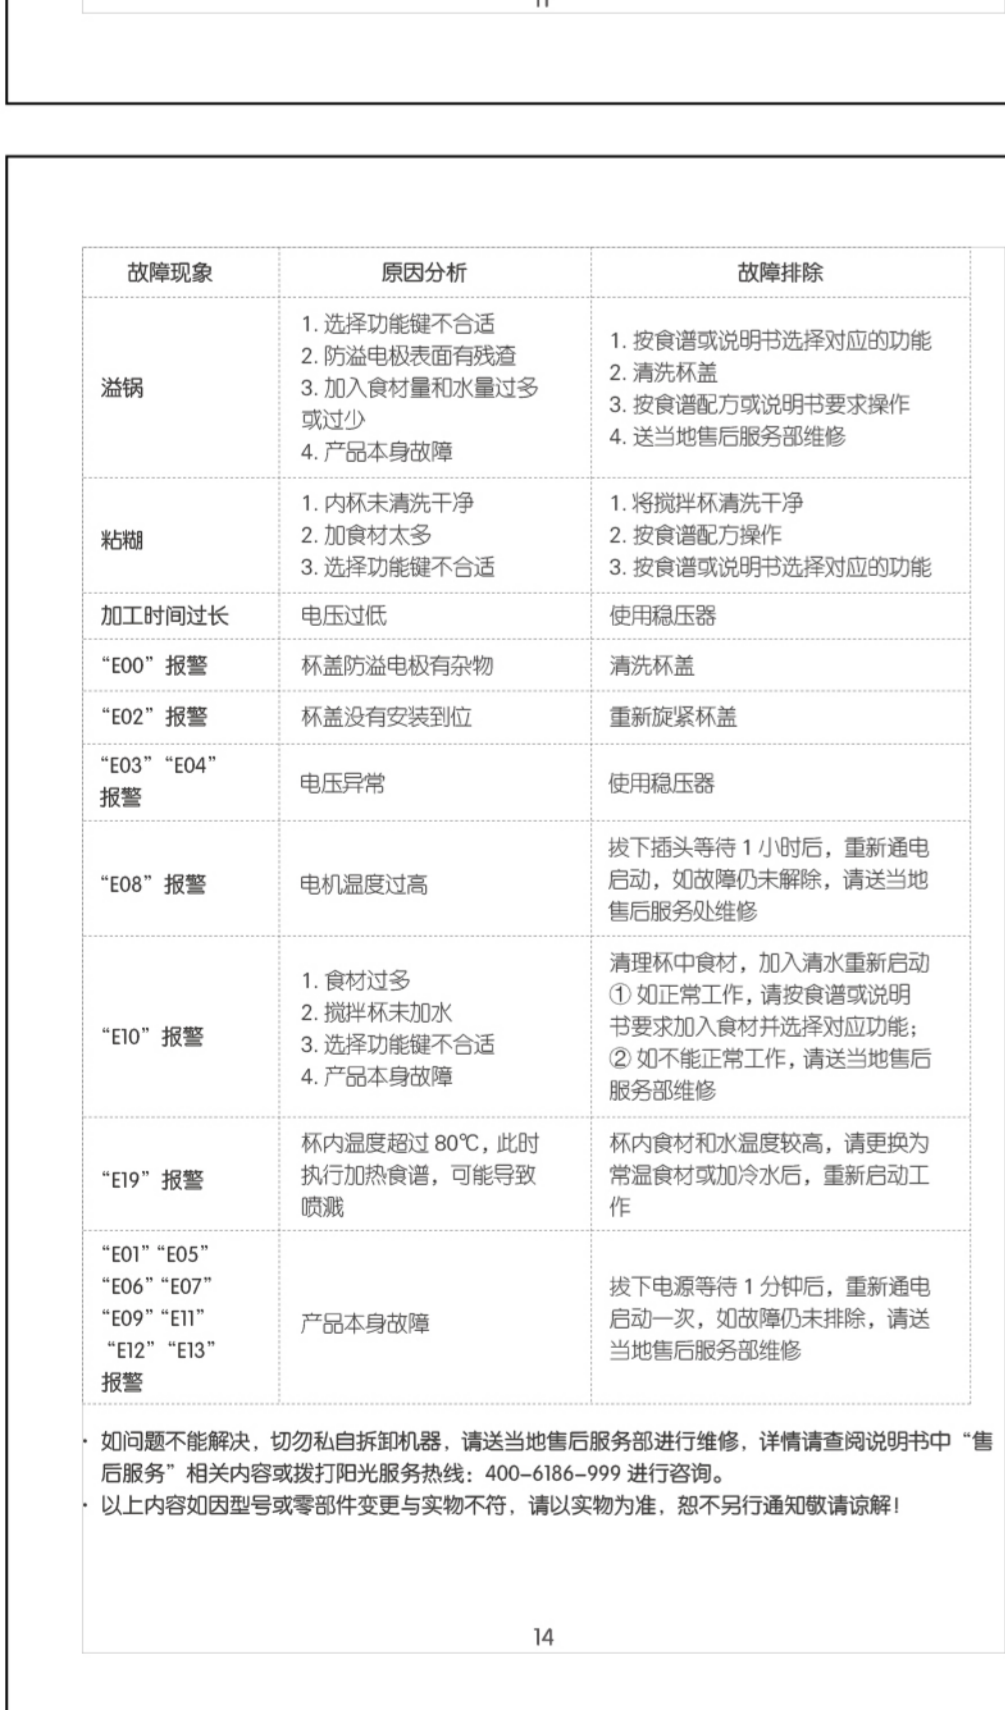 故障现象
原因分析
故障排除
溢锅
1. 选择功能键不合适
2. 防溢电极表面有残渣
3. 加入食材量和水量过多
或过少
4. 产品本身故障
1. 按食谱或说明书选择对应的功能
2. 清洗杯盖
3. 按食谱配方或说明书要求操作
4. 送当地售后服务部维修
粘糊
1. 内杯未清洗干净
2. 加食材太多
3. 选择功能键不合适
1. 将搅拌杯清洗干净
2. 按食谱配方操作
3. 按食谱或说明书选择对应的功能
加工时间过长
电压过低
使用稳压器
“E00”报警
杯盖防溢电极有杂物
清洗杯盖
“E02”报警
杯盖没有安装到位
重新旋紧杯盖
“E03”“E04”
报警
电压异常
使用稳压器
“E08”报警
电机温度过高
拔下插头等待 1 小时后，重新通电
启动，如故障仍未解除，请送当地
售后服务处维修
“E10”报警
1. 食材过多
2. 搅拌杯未加水
3. 选择功能键不合适
4. 产品本身故障
清理杯中食材，加入清水重新启动
① 如正常工作，请按食谱或说明
书要求加入食材并选择对应功能；
② 如不能正常工作，请送当地售后
服务部维修
“E19”报警
杯内温度超过 80℃，此时
执行加热食谱，可能导致
喷溅
杯内食材和水温度较高，请更换为
常温食材或加冷水后，重新启动工
作
“E01”“E05”
“E06”“E07”
“E09”“E11”
“E12”“E13”
报警
产品本身故障
拔下电源等待 1 分钟后，重新通电
启动一次，如故障仍未排除，请送
当地售后服务部维修
· 如问题不能解决，切勿私自拆卸机器，请送当地售后服务部进行维修，详情请查阅说明书中“售
后服务”相关内容或拨打阳光服务热线：400-6186-999 进行咨询。
· 以上内容如因型号或零部件变更与实物不符，请以实物为准，恕不另行通知敬请谅解！
14